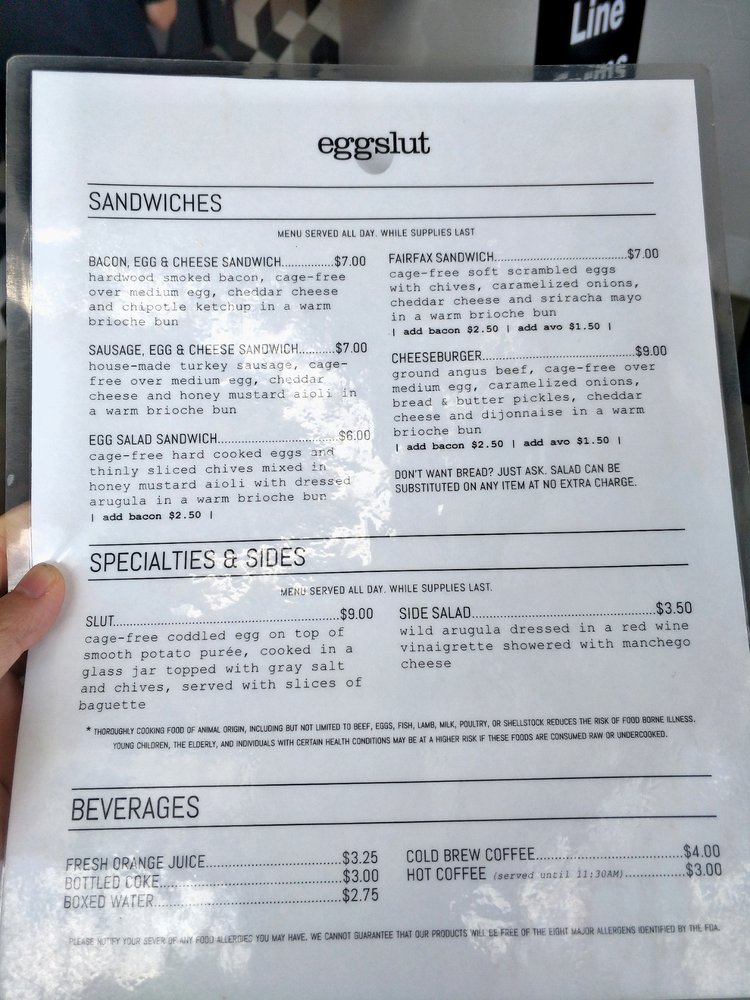 Line
eggslut
SANDWICHES
MENU SERVED ALL DAY. WHILE SUPPLIES LAST
BACON, EGG & CHEESE SANDWICH..............$7.00
hardwood smoked bacon, cage-free
over medium egg, cheddar cheese
and chipotle ketchup in a warm
brioche bun
SAUSAGE, EGG & CHEESE SANDWICH..........$7.00
house-made turkey sausage, cage-
free over medium egg, cheddar
cheese and honey mustard aioli in
a warm brioche bun
EGG SALAD SANDWICH................................$6.00
cage-free hard cooked eggs and
thinly sliced chives mixed in
honey mustard aioli with dressed
arugula in a warm brioche bun
| add bacon $2.50 |
FAIRFAX SANDWICH...................................$7.00
cage-free soft scrambled eggs
with chives, caramelized onions,
cheddar cheese and sriracha mayo
in a warm brioche bun
| add bacon $2.50 | add avo $1.50 |
CHEESEBURGER.........................................$9.00
ground angus beef, cage-free over
medium egg, caramelized onions,
bread & butter pickles, cheddar
cheese and dijonnaise in a warm
brioche bun
| add bacon $2.50 | add avo $1.50 |
DON'T WANT BREAD? JUST ASK. SALAD CAN BE
SUBSTITUTED ON ANY ITEM AT NO EXTRA CHARGE.
SPECIALTIES & SIDES
MENU SERVED ALL DAY. WHILE SUPPLIES LAST.
SLUT............................................................$9.00
cage-free coddled egg on top of
smooth potato purée, cooked in a
glass jar topped with gray salt
and chives, served with slices of
baguette
SIDE SALAD.................................................$3.50
wild arugula dressed in a red wine
vinaigrette showered with manchego
cheese
* THOROUGHLY COOKING FOOD OF ANIMAL ORIGIN, INCLUDING BUT NOT LIMITED TO BEEF, EGGS, FISH, LAMB, MILK, POULTRY, OR SHELLSTOCK REDUCES THE RISK OF FOOD BORNE ILLNESS.
YOUNG CHILDREN, THE ELDERLY, AND INDIVIDUALS WITH CERTAIN HEALTH CONDITIONS MAY BE AT A HIGHER RISK IF THESE FOODS ARE CONSUMED RAW OR UNDERCOOKED.
BEVERAGES
FRESH ORANGE JUICE....................................$3.25
BOTTLED COKE...............................................$3.00
BOXED WATER................................................$2.75
COLD BREW COFFEE.......................................$4.00
HOT COFFEE (served until 11:30AM)................$3.00
PLEASE NOTIFY YOUR SEVER OF ANY FOOD ALLERGIES YOU MAY HAVE. WE CANNOT GUARANTEE THAT OUR PRODUCTS WILL BE FREE OF THE EIGHT MAJOR ALLERGENS IDENTIFIED BY THE FDA.